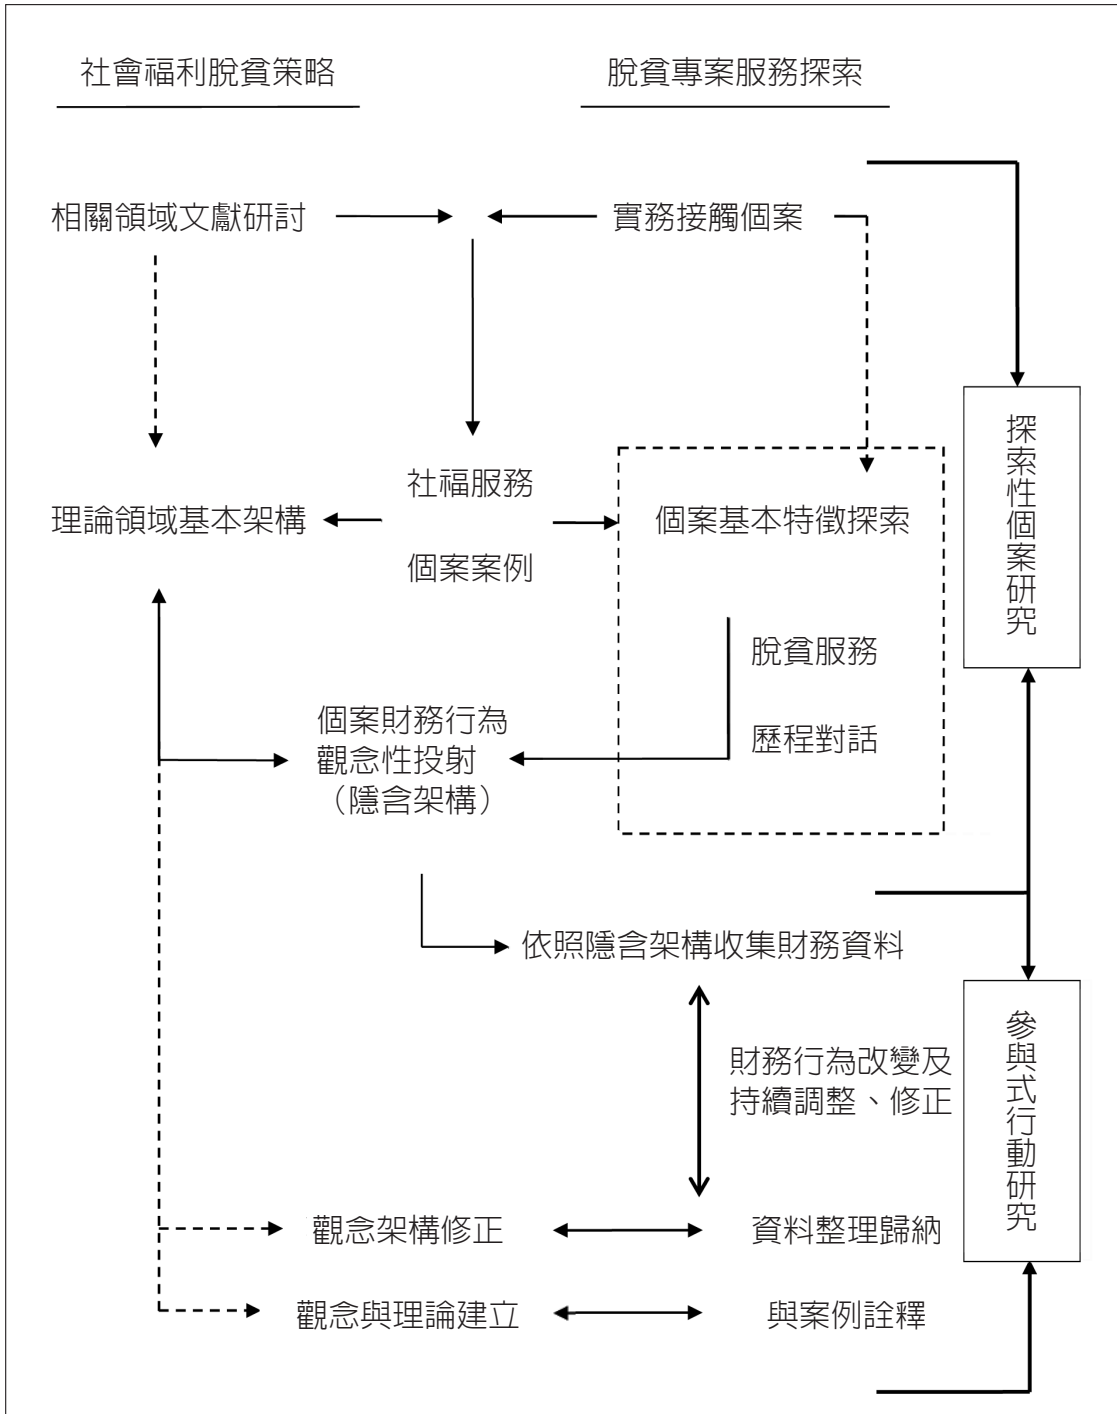 社會福利脫貧策略
脫貧專案服務探索
相關領域文獻研討
實務接觸個案
理論領域基本架構
社福服務
個案案例
個案基本特徵探索
脫貧服務
歷程對話
探索性個案研究
個案財務行為
觀念性投射
（隱含架構）
依照隱含架構收集財務資料
財務行為改變及
持續調整、修正
參與式行動研究
觀念架構修正
資料整理歸納
觀念與理論建立
與案例詮釋